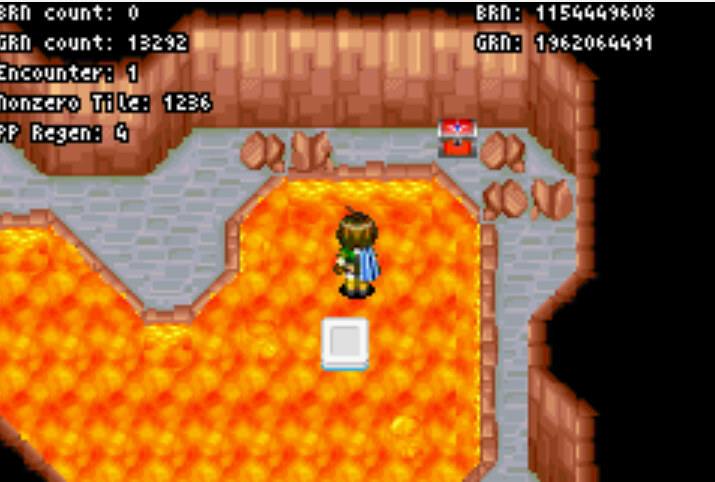 BRN count: 0
GRN count: 13292
Encounter: 1
Nonzero Tile: 1236
PP Regen: 4
BRN: 1154449608
GRN: 1962064491